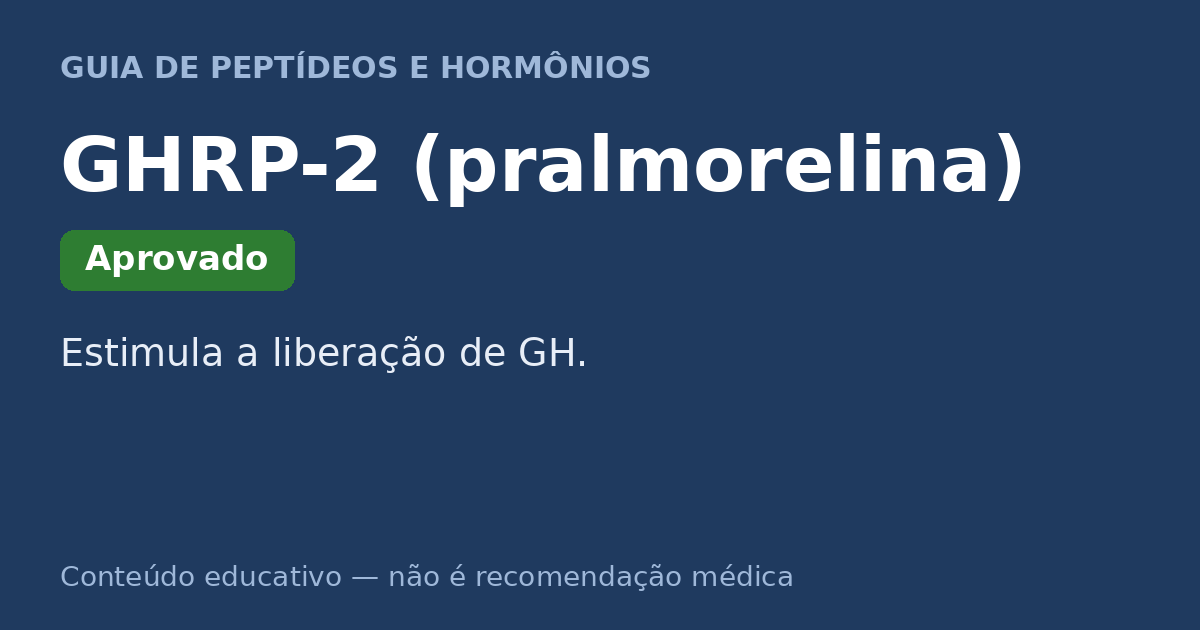 GUIA DE PEPTÍDEOS E HORMÔNIOS
GHRP-2 (pralmorelina)
Aprovado
Estimula a liberação de GH.
Conteúdo educativo — não é recomendação médica